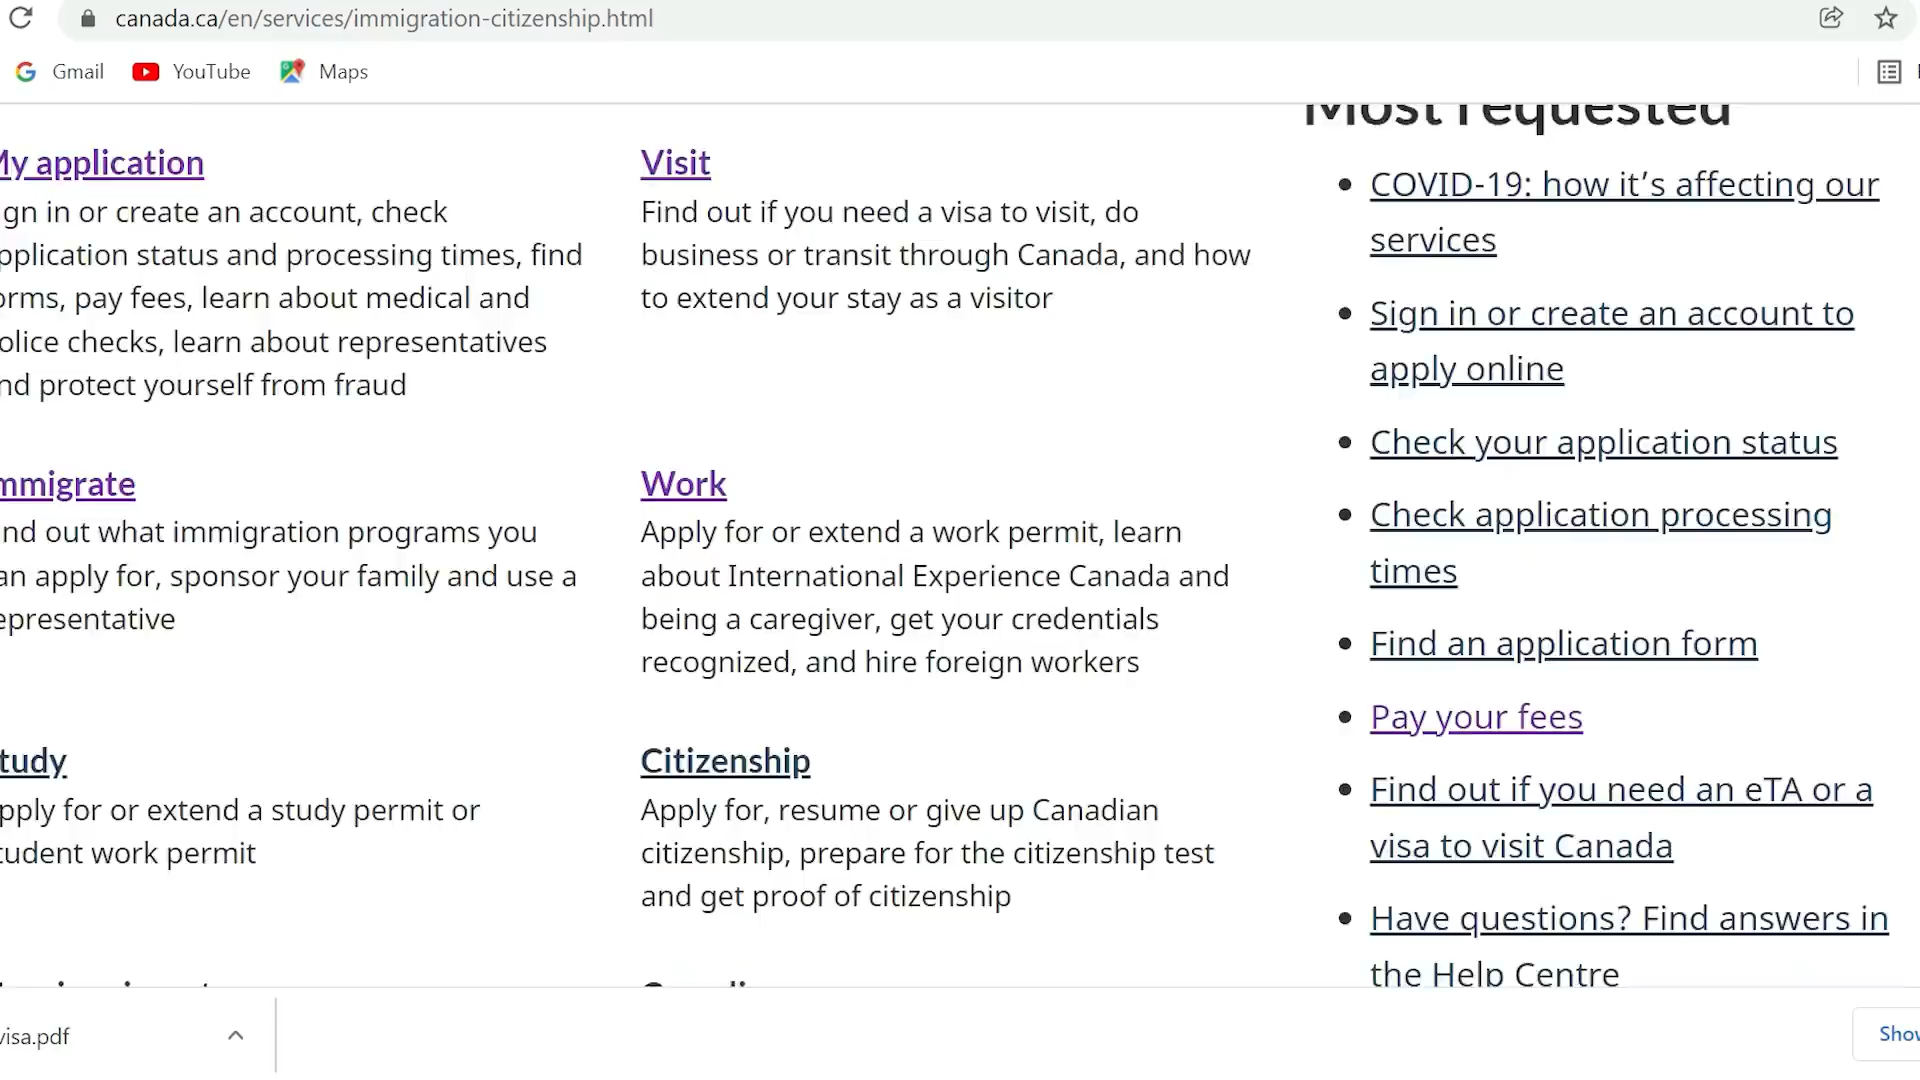 canada.ca/en/services/immigration-citizenship.html
Gmail YouTube Maps
Most requested
My application
gn in or create an account, check
pplication status and processing times, find
orms, pay fees, learn about medical and
olice checks, learn about representatives
nd protect yourself from fraud
Visit
Find out if you need a visa to visit, do
business or transit through Canada, and how
to extend your stay as a visitor
mmigrate
nd out what immigration programs you
an apply for, sponsor your family and use a
epresentative
Work
Apply for or extend a work permit, learn
about International Experience Canada and
being a caregiver, get your credentials
recognized, and hire foreign workers
tudy
pply for or extend a study permit or
tudent work permit
Citizenship
Apply for, resume or give up Canadian
citizenship, prepare for the citizenship test
and get proof of citizenship
COVID-19: how it’s affecting our
services
Sign in or create an account to
apply online
Check your application status
Check application processing
times
Find an application form
Pay your fees
Find out if you need an eTA or a
visa to visit Canada
Have questions? Find answers in
the Help Centre
visa.pdf
Show